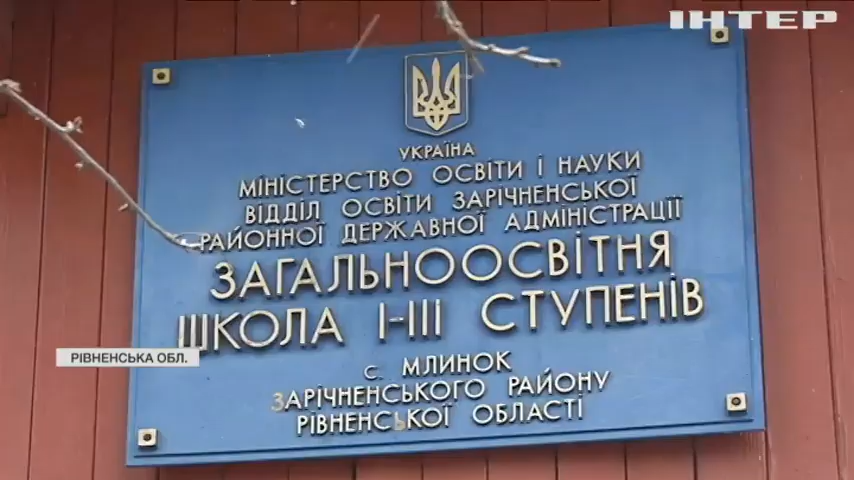 ІНТЕР
УКРАЇНА
МІНІСТЕРСТВО ОСВІТИ І НАУКИ
ВІДДІЛ ОСВІТИ ЗАРІЧНЕНСЬКОЇ
РАЙОННОЇ ДЕРЖАВНОЇ АДМІНІСТРАЦІЇ
ЗАГАЛЬНООСВІТНЯ
ШКОЛА І-ІІІ СТУПЕНІВ
с. МЛИНОК
ЗАРІЧНЕНСЬКОГО РАЙОНУ
РІВНЕНСЬКОЇ ОБЛАСТІ
РІВНЕНСЬКА ОБЛ.